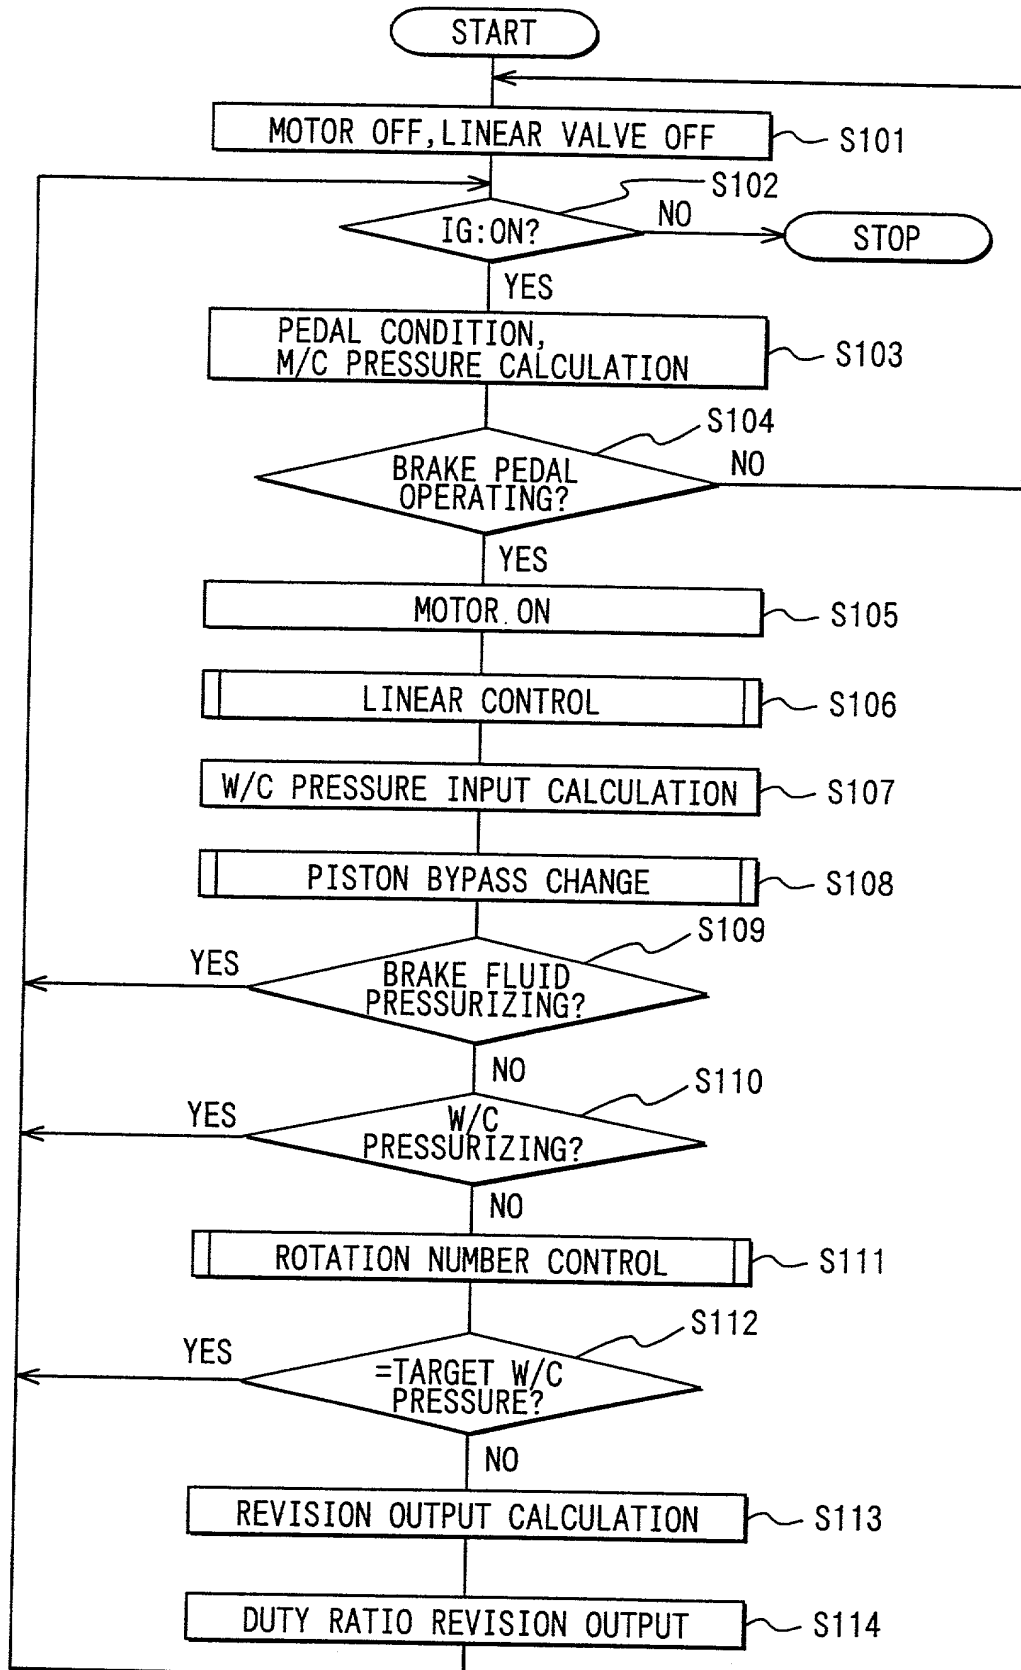 START
MOTOR OFF,LINEAR VALVE OFF
S101
S102
IG:ON?
NO
STOP
YES
PEDAL CONDITION,
M/C PRESSURE CALCULATION
S103
S104
BRAKE PEDAL
OPERATING?
NO
YES
MOTOR ON
S105
LINEAR CONTROL
S106
W/C PRESSURE INPUT CALCULATION
S107
PISTON BYPASS CHANGE
S108
S109
YES
BRAKE FLUID
PRESSURIZING?
NO
S110
YES
W/C
PRESSURIZING?
NO
ROTATION NUMBER CONTROL
S111
S112
YES
=TARGET W/C
PRESSURE?
NO
REVISION OUTPUT CALCULATION
S113
DUTY RATIO REVISION OUTPUT
S114